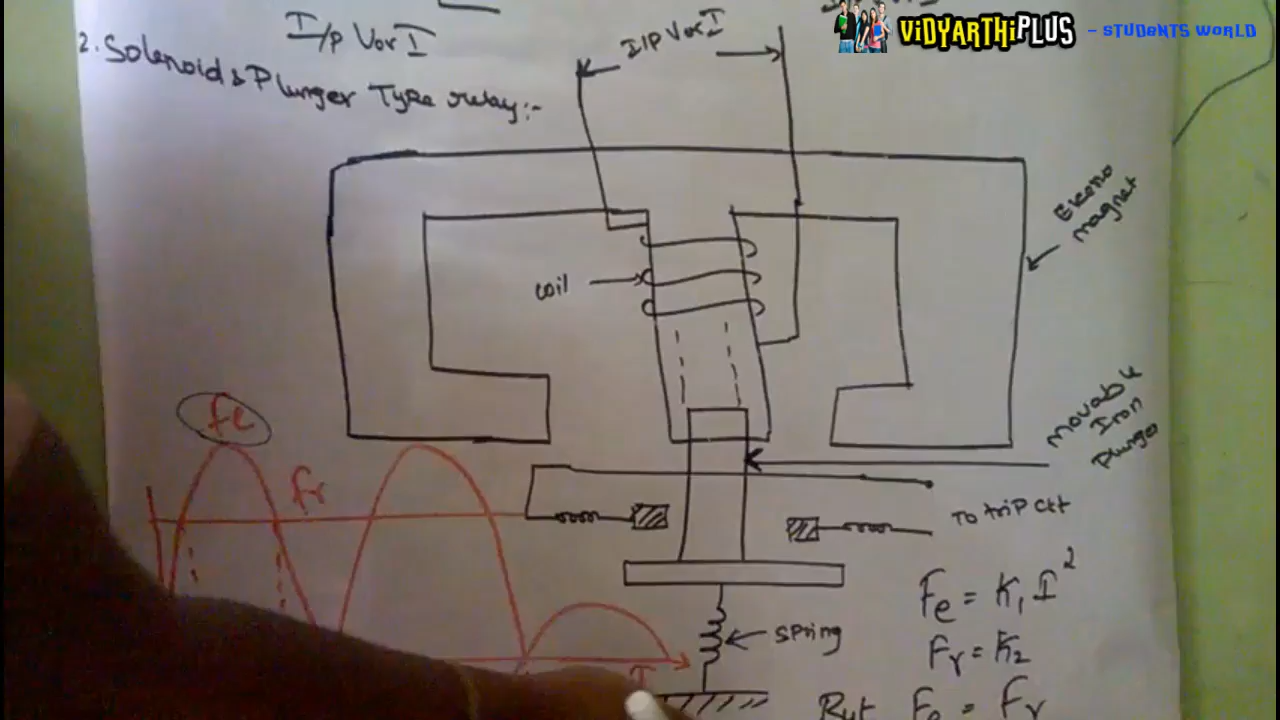 VIDYARTHIPLUS - STUDENTS WORLD
I/P V or I
I/P V or I
2. Solenoid & Plunger Type relay:-
Electro
magnet
coil
Movable
Iron
Plunger
fe
fr
To trip Ckt
Fe = K1 I²
Spring
Fr = K2
But Fe = Fr